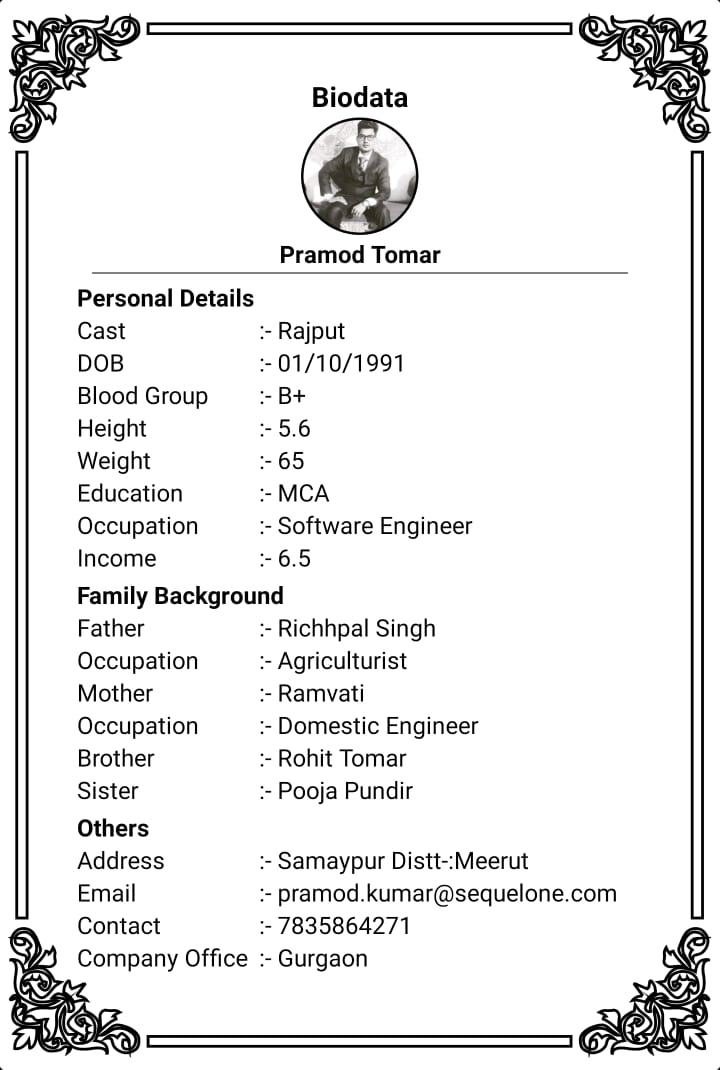 Biodata
Pramod Tomar
Personal Details
Cast :- Rajput
DOB :- 01/10/1991
Blood Group :- B+
Height :- 5.6
Weight :- 65
Education :- MCA
Occupation :- Software Engineer
Income :- 6.5
Family Background
Father :- Richhpal Singh
Occupation :- Agriculturist
Mother :- Ramvati
Occupation :- Domestic Engineer
Brother :- Rohit Tomar
Sister :- Pooja Pundir
Others
Address :- Samaypur Distt-:Meerut
Email :- pramod.kumar@sequelone.com
Contact :- 7835864271
Company Office :- Gurgaon